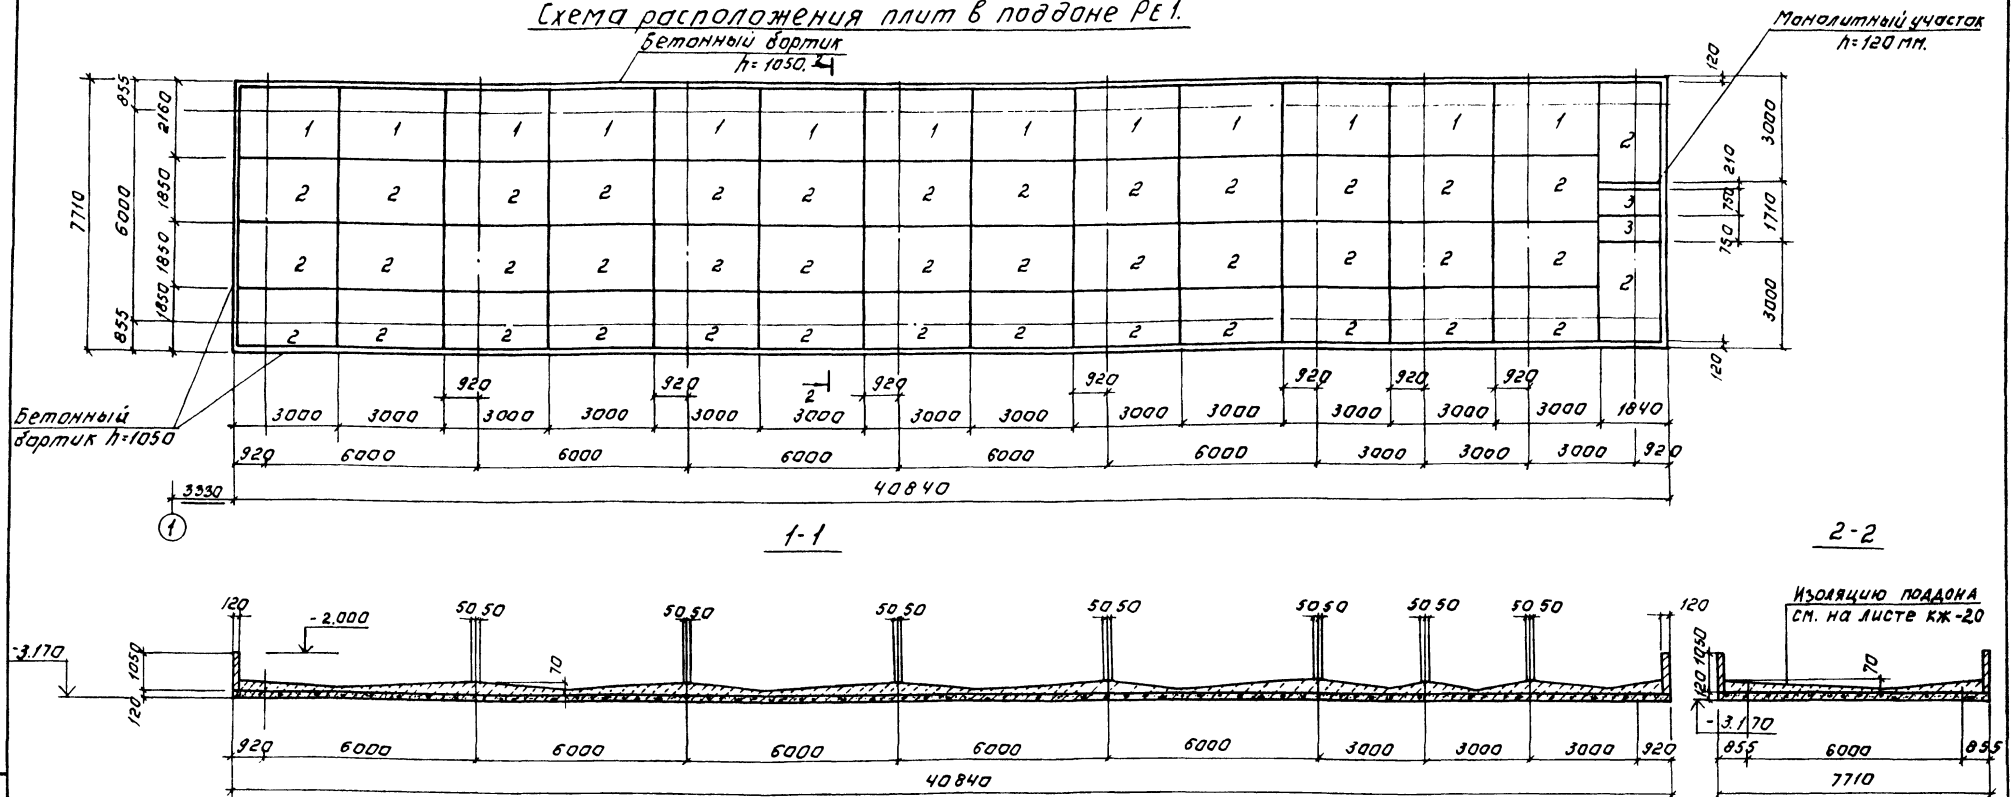 Схема расположения плит в поддоне РЕ1.
Бетонный бортик
h=1050.
2
Монолитный участок
h=120 мм.
7710
855
6000
855
2160
1850
1850
1850
1 1 1 1 1 1 1 1 1 1 1 1 1
2 2 2 2 2 2 2 2 2 2 2 2 2
2 2 2 2 2 2 2 2 2 2 2 2 2
2 2 2 2 2 2 2 2 2 2 2 2 2
2
3
3
2
120
3000
210
750
1710
750
3000
120
Бетонный
бортик h=1050
920 920 2 920 920 920 920 920
3000 3000 3000 3000 3000 3000 3000 3000 3000 3000 3000 3000 3000 1840
920 6000 6000 6000 6000 6000 3000 3000 3000 920
3330 40840
1
1-1
120 -2.000 50 50 50 50 50 50 50 50 50 50 50 50 50 50 120
-3.170 1050 120 70
920 6000 6000 6000 6000 6000 3000 3000 3000 920
40840
2-2
Изоляцию поддона
см. на листе КЖ-20
120 1050 70
-3.170
855 6000 855
7710